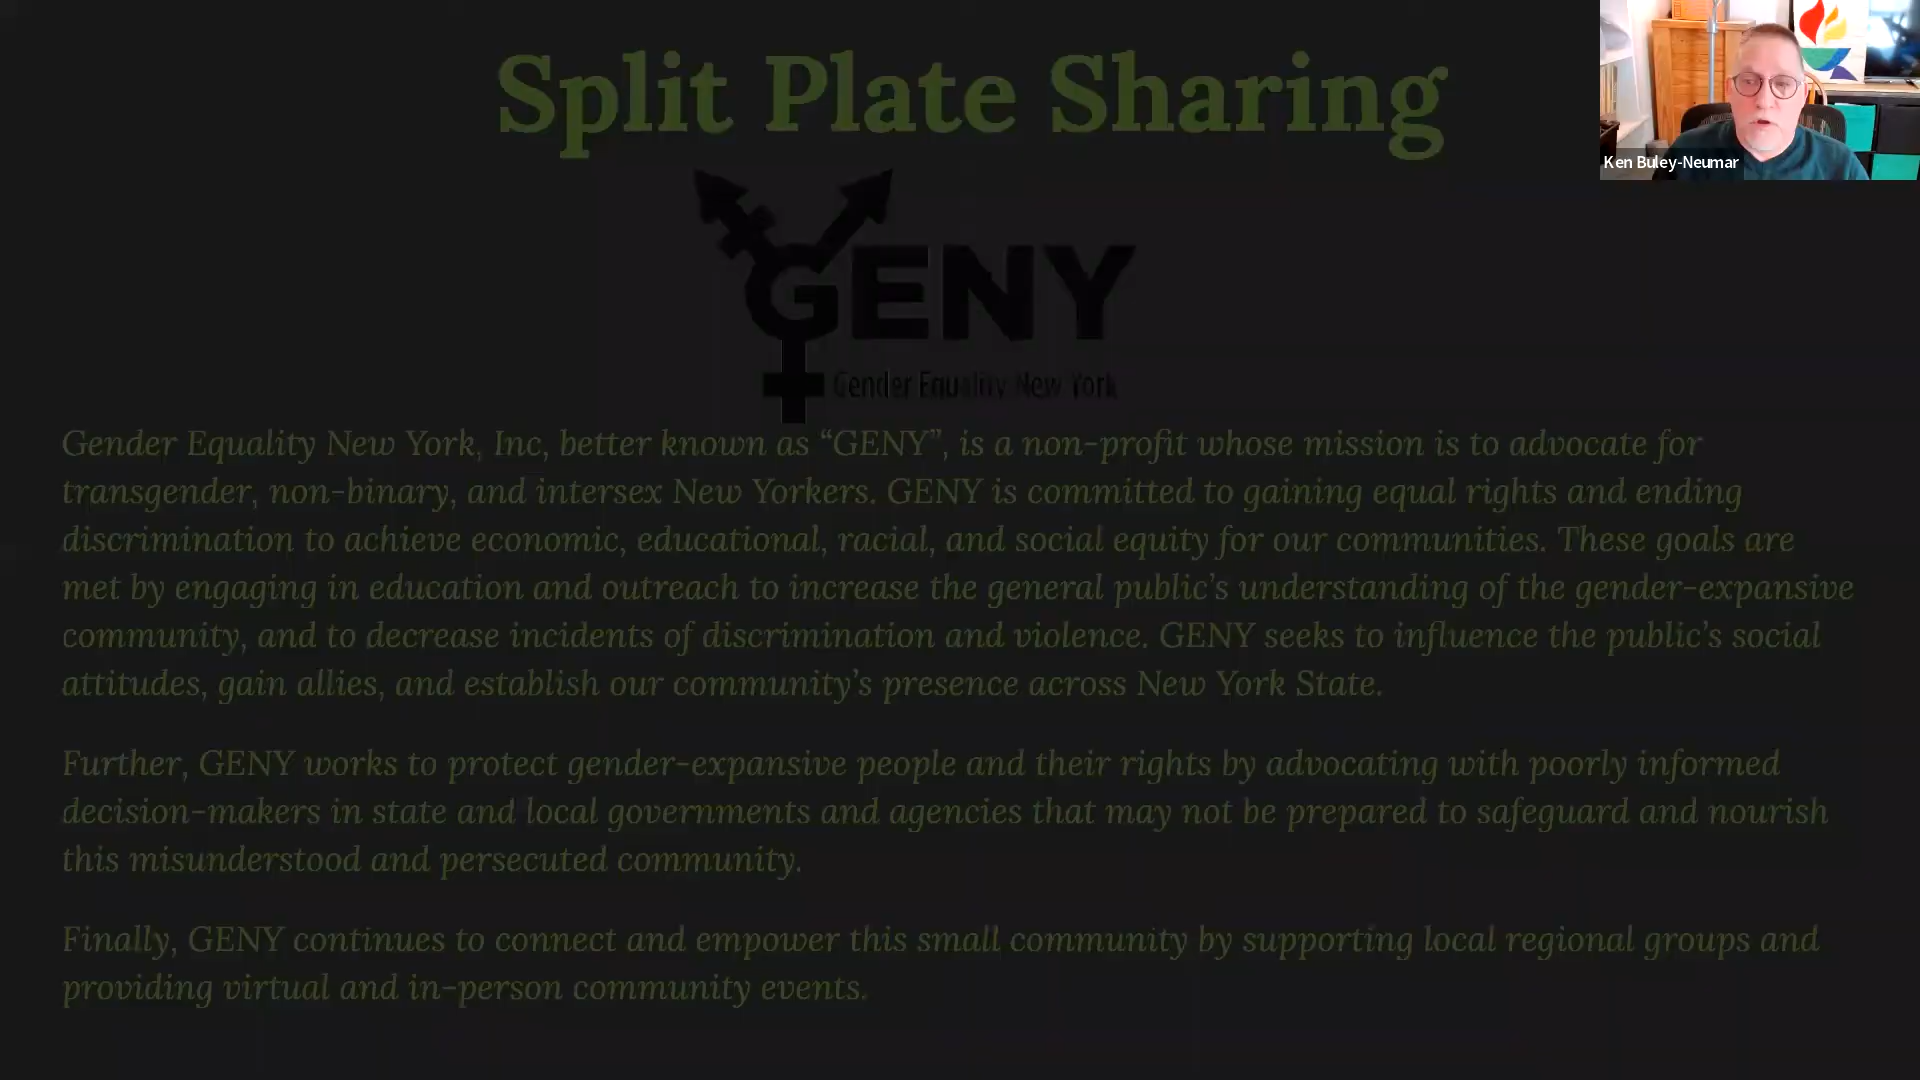 Split Plate Sharing
Ken Buley-Neumar
GENY
Gender Equality New York
Gender Equality New York, Inc, better known as “GENY”, is a non-profit whose mission is to advocate for
transgender, non-binary, and intersex New Yorkers. GENY is committed to gaining equal rights and ending
discrimination to achieve economic, educational, racial, and social equity for our communities. These goals are
met by engaging in education and outreach to increase the general public’s understanding of the gender-expansive
community, and to decrease incidents of discrimination and violence. GENY seeks to influence the public’s social
attitudes, gain allies, and establish our community’s presence across New York State.
Further, GENY works to protect gender-expansive people and their rights by advocating with poorly informed
decision-makers in state and local governments and agencies that may not be prepared to safeguard and nourish
this misunderstood and persecuted community.
Finally, GENY continues to connect and empower this small community by supporting local regional groups and
providing virtual and in-person community events.